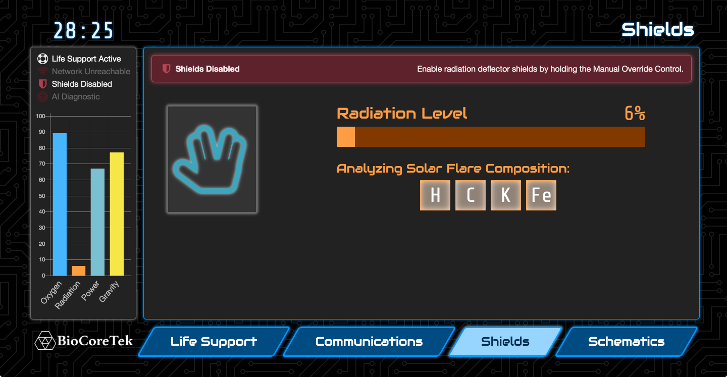 28:25
Shields
Life Support Active
Network Unreachable
Shields Disabled
AI Diagnostic
100
90
80
70
60
50
40
30
20
10
0
Oxygen
Radiation
Power
Gravity
Shields Disabled
Enable radiation deflector shields by holding the Manual Override Control.
Radiation Level
6%
Analyzing Solar Flare Composition:
H C K Fe
BioCoreTek
Life Support
Communications
Shields
Schematics